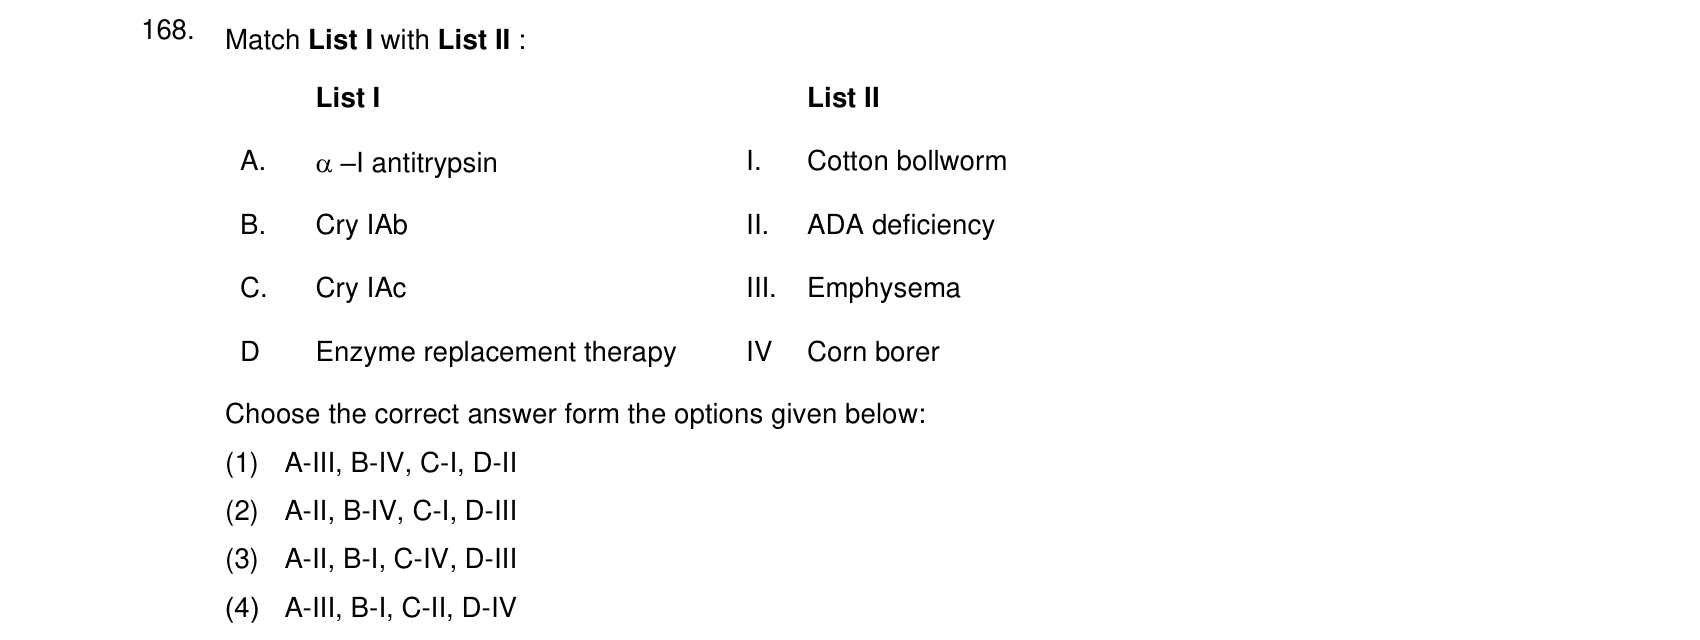 168. Match List I with List II :
List I List II
A. α –I antitrypsin I. Cotton bollworm
B. Cry IAb II. ADA deficiency
C. Cry IAc III. Emphysema
D Enzyme replacement therapy IV Corn borer
Choose the correct answer form the options given below:
(1) A-III, B-IV, C-I, D-II
(2) A-II, B-IV, C-I, D-III
(3) A-II, B-I, C-IV, D-III
(4) A-III, B-I, C-II, D-IV